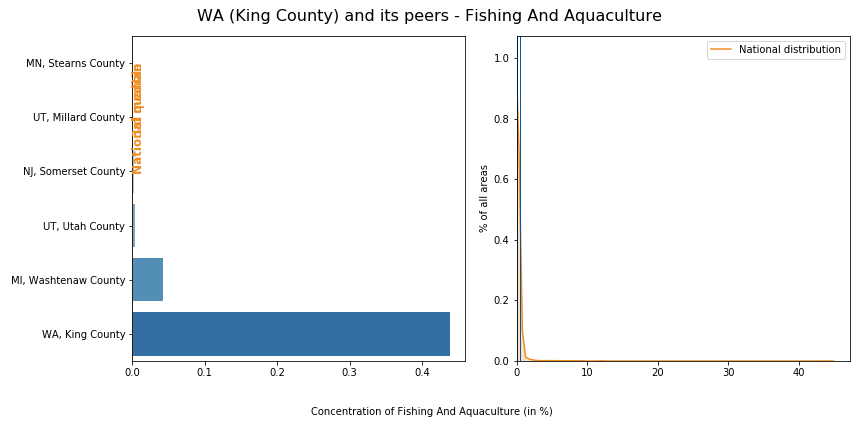 WA (King County) and its peers - Fishing And Aquaculture
MN, Stearns County
UT, Millard County
NJ, Somerset County
UT, Utah County
MI, Washtenaw County
WA, King County
National
0.0 0.1 0.2 0.3 0.4
National distribution
% of all areas
1.0
0.8
0.6
0.4
0.2
0.0
0 10 20 30 40
Concentration of Fishing And Aquaculture (in %)